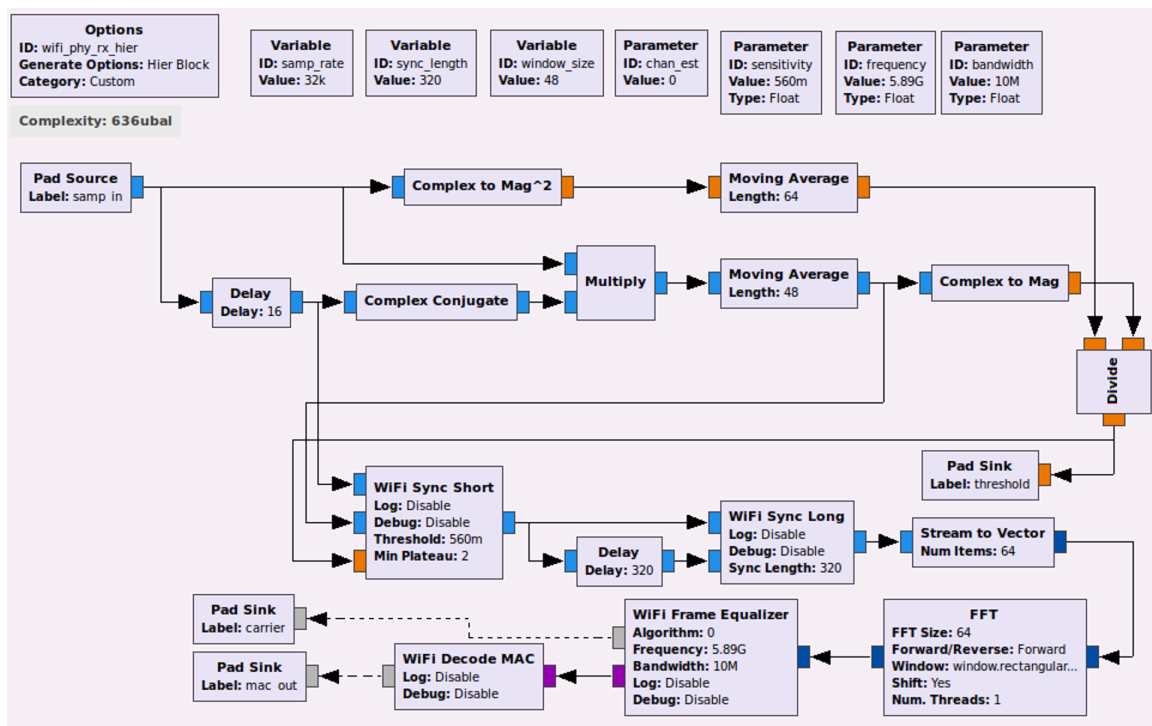 Options
ID: wifi_phy_rx_hier
Generate Options: Hier Block
Category: Custom
Variable
ID: samp_rate
Value: 32k
Variable
ID: sync_length
Value: 320
Variable
ID: window_size
Value: 48
Parameter
ID: chan_est
Value: 0
Parameter
ID: sensitivity
Value: 560m
Type: Float
Parameter
ID: frequency
Value: 5.89G
Type: Float
Parameter
ID: bandwidth
Value: 10M
Type: Float
Complexity: 636ubal
Pad Source
Label: samp in
Complex to Mag^2
Moving Average
Length: 64
Delay
Delay: 16
Complex Conjugate
Multiply
Moving Average
Length: 48
Complex to Mag
Divide
Pad Sink
Label: threshold
WiFi Sync Short
Log: Disable
Debug: Disable
Threshold: 560m
Min Plateau: 2
Delay
Delay: 320
WiFi Sync Long
Log: Disable
Debug: Disable
Sync Length: 320
Stream to Vector
Num Items: 64
Pad Sink
Label: carrier
Pad Sink
Label: mac out
WiFi Decode MAC
Log: Disable
Debug: Disable
WiFi Frame Equalizer
Algorithm: 0
Frequency: 5.89G
Bandwidth: 10M
Log: Disable
Debug: Disable
FFT
FFT Size: 64
Forward/Reverse: Forward
Window: window.rectangular...
Shift: Yes
Num. Threads: 1